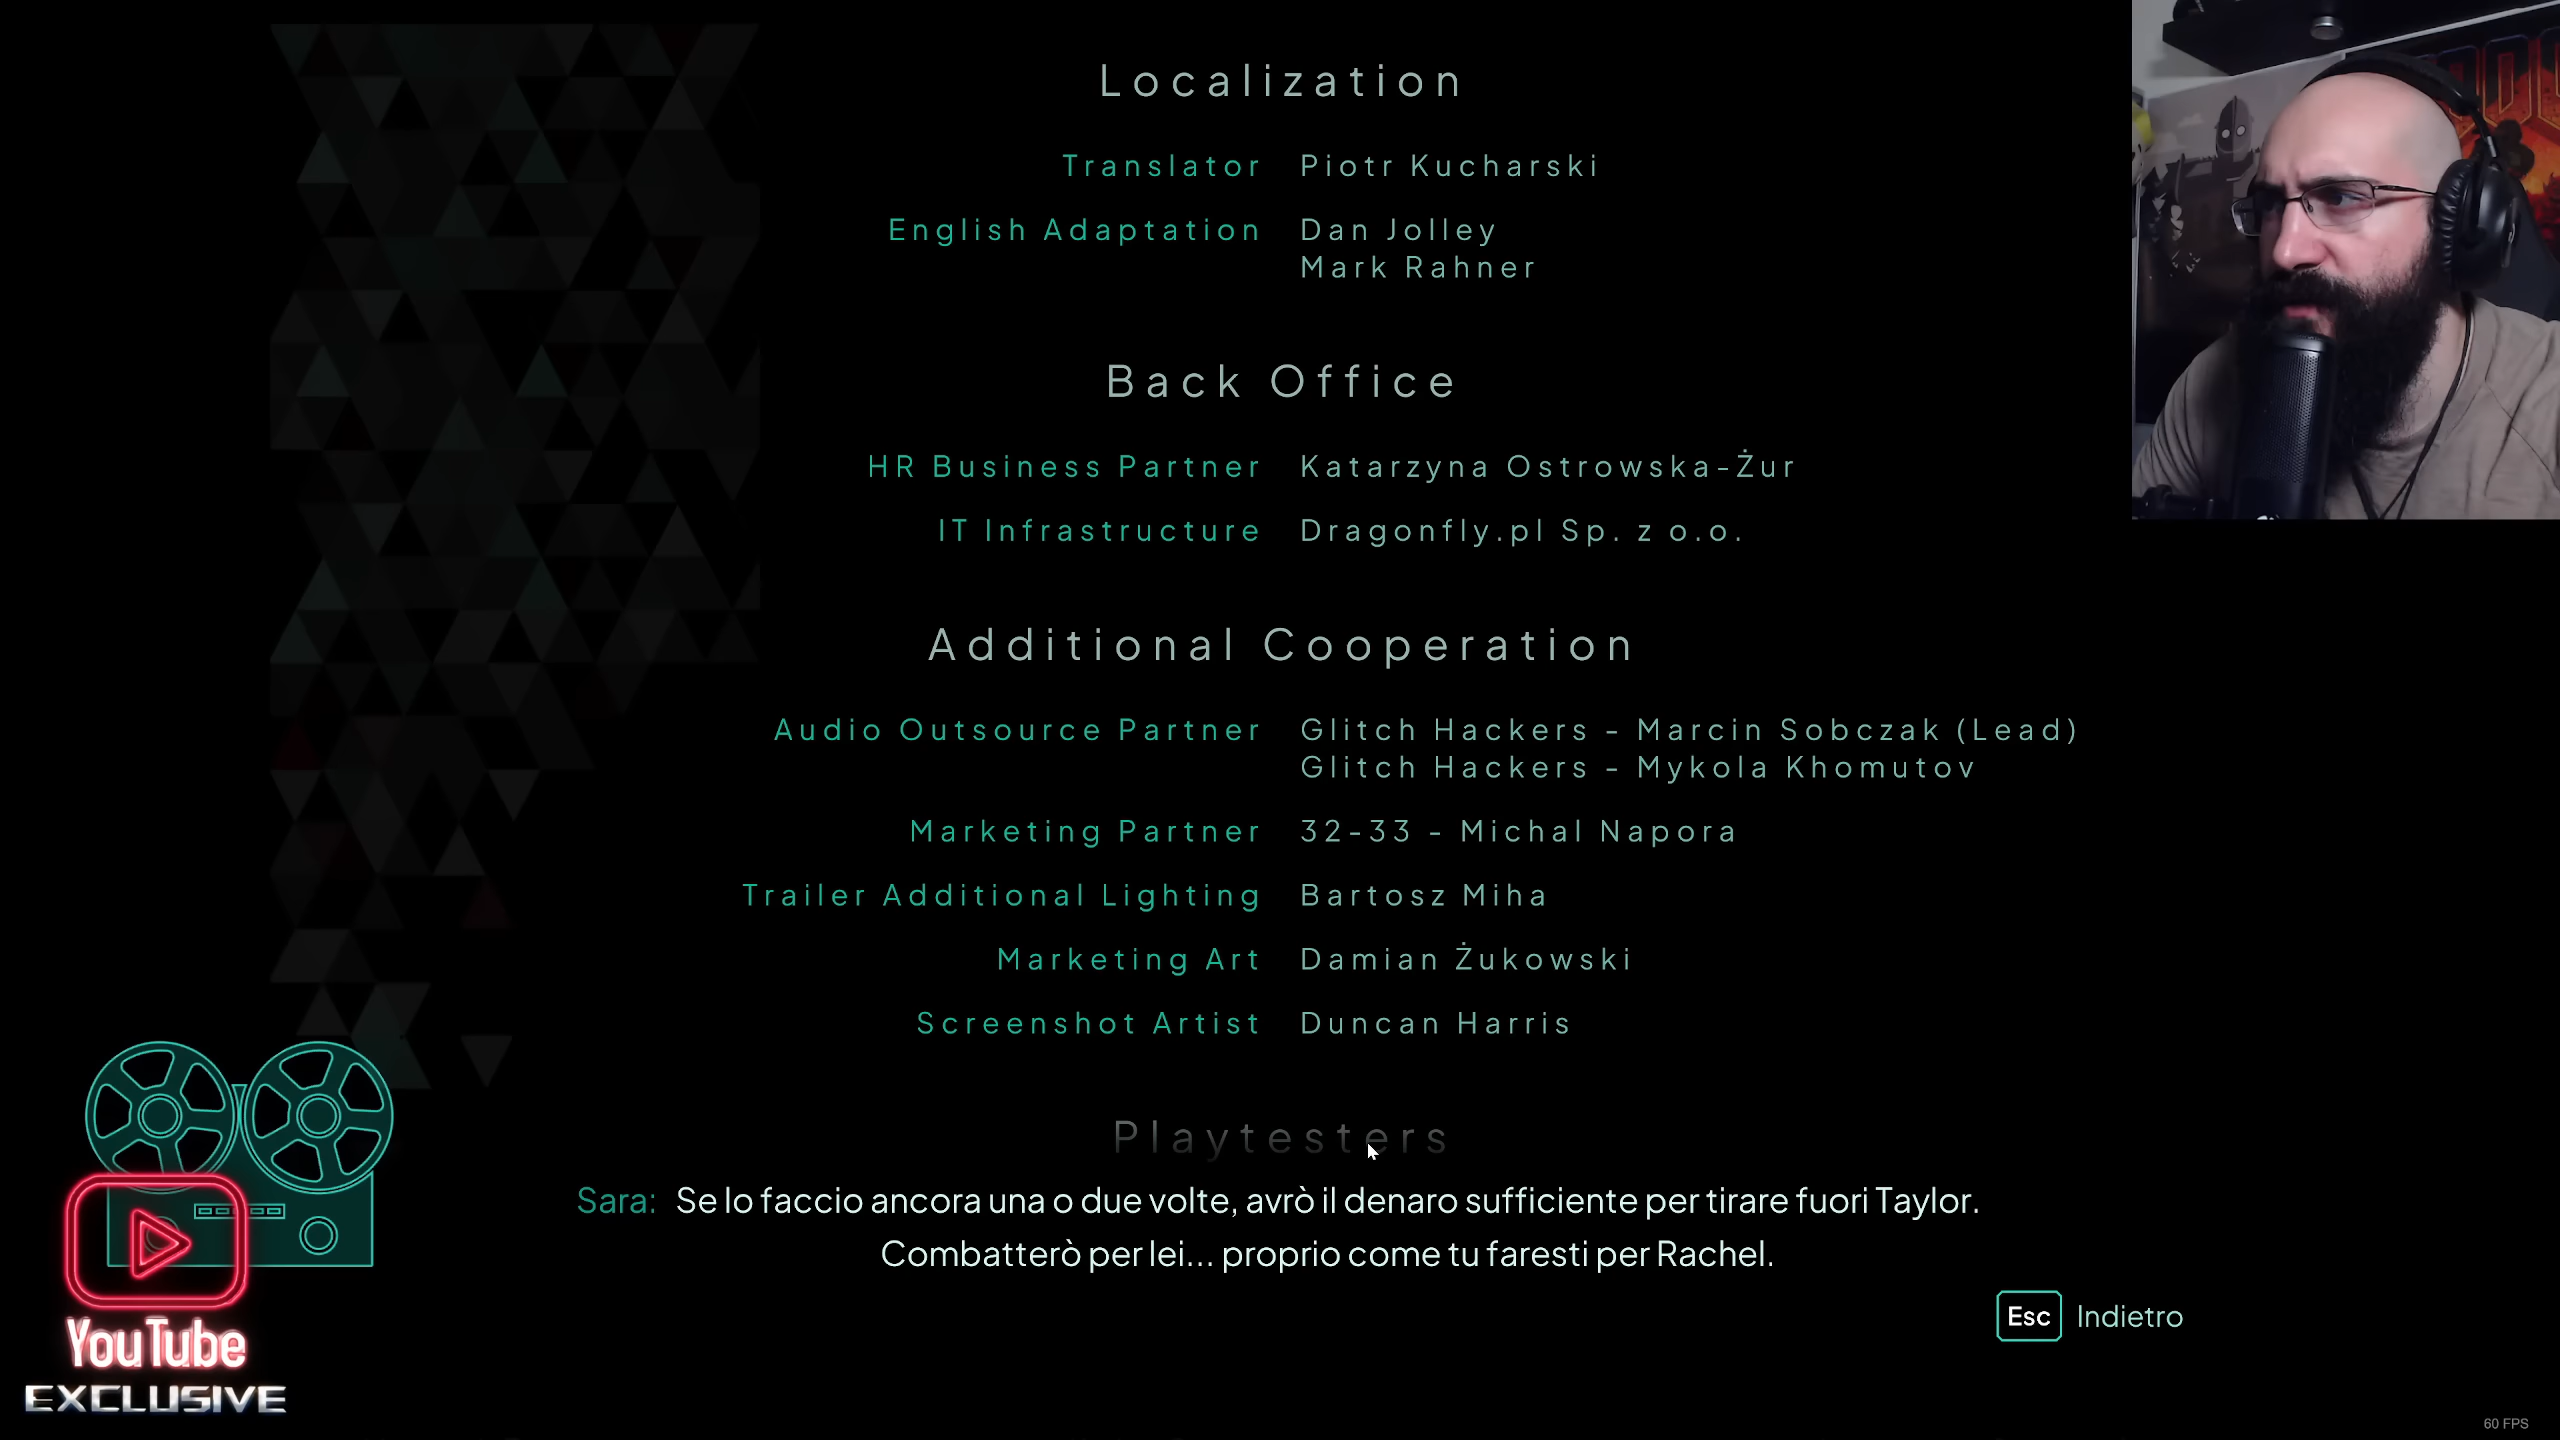 Localization
Translator Piotr Kucharski
English Adaptation Dan Jolley
Mark Rahner
Back Office
HR Business Partner Katarzyna Ostrowska-Żur
IT Infrastructure Dragonfly.pl Sp. z o.o.
Additional Cooperation
Audio Outsource Partner Glitch Hackers - Marcin Sobczak (Lead)
Glitch Hackers - Mykola Khomutov
Marketing Partner 32-33 - Michal Napora
Trailer Additional Lighting Bartosz Miha
Marketing Art Damian Żukowski
Screenshot Artist Duncan Harris
Playtesters
Sara: Se lo faccio ancora una o due volte, avrò il denaro sufficiente per tirare fuori Taylor.
Combatterò per lei... proprio come tu faresti per Rachel.
Esc Indietro
YouTube
EXCLUSIVE
60 FPS